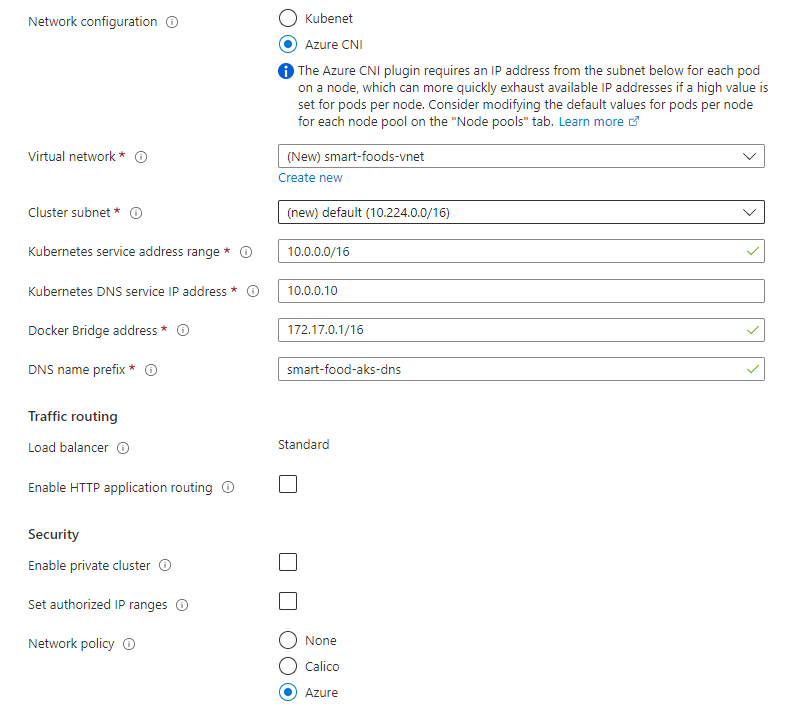 Network configuration
Kubenet
Azure CNI
The Azure CNI plugin requires an IP address from the subnet below for each pod
on a node, which can more quickly exhaust available IP addresses if a high value is
set for pods per node. Consider modifying the default values for pods per node
for each node pool on the "Node pools" tab. Learn more
Virtual network *
(New) smart-foods-vnet
Create new
Cluster subnet *
(new) default (10.224.0.0/16)
Kubernetes service address range *
10.0.0.0/16
Kubernetes DNS service IP address *
10.0.0.10
Docker Bridge address *
172.17.0.1/16
DNS name prefix *
smart-food-aks-dns
Traffic routing
Load balancer
Standard
Enable HTTP application routing
Security
Enable private cluster
Set authorized IP ranges
Network policy
None
Calico
Azure